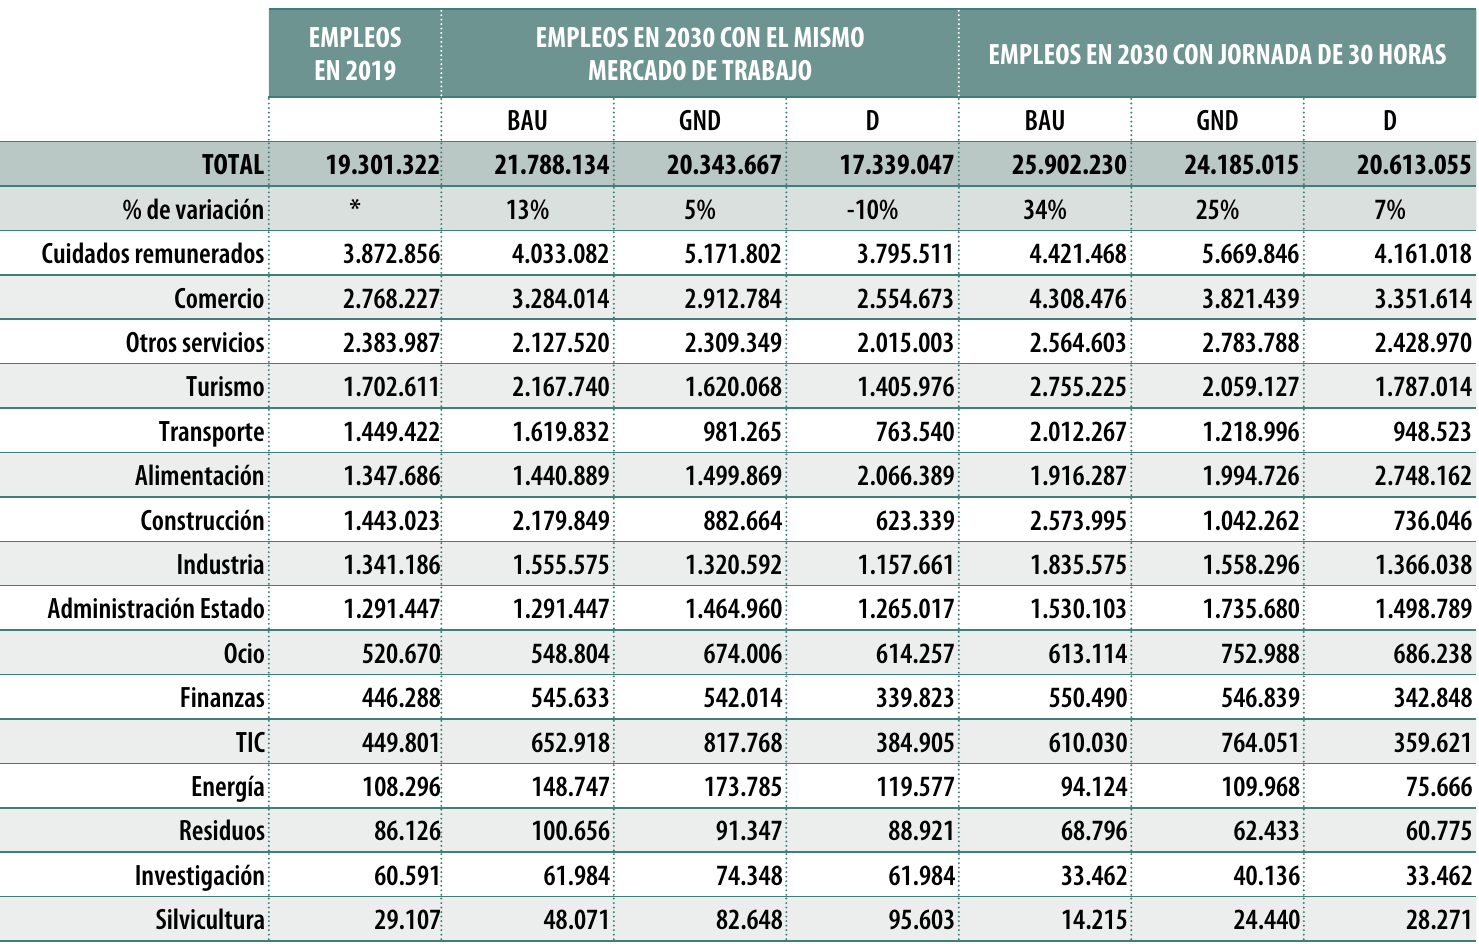 EMPLEOS EN 2019 EMPLEOS EN 2030 CON EL MISMO MERCADO DE TRABAJO EMPLEOS EN 2030 CON JORNADA DE 30 HORAS
BAU GND D BAU GND D
TOTAL 19.301.322 21.788.134 20.343.667 17.339.047 25.902.230 24.185.015 20.613.055
% de variación * 13% 5% -10% 34% 25% 7%
Cuidados remunerados 3.872.856 4.033.082 5.171.802 3.795.511 4.421.468 5.669.846 4.161.018
Comercio 2.768.227 3.284.014 2.912.784 2.554.673 4.308.476 3.821.439 3.351.614
Otros servicios 2.383.987 2.127.520 2.309.349 2.015.003 2.564.603 2.783.788 2.428.970
Turismo 1.702.611 2.167.740 1.620.068 1.405.976 2.755.225 2.059.127 1.787.014
Transporte 1.449.422 1.619.832 981.265 763.540 2.012.267 1.218.996 948.523
Alimentación 1.347.686 1.440.889 1.499.869 2.066.389 1.916.287 1.994.726 2.748.162
Construcción 1.443.023 2.179.849 882.664 623.339 2.573.995 1.042.262 736.046
Industria 1.341.186 1.555.575 1.320.592 1.157.661 1.835.575 1.558.296 1.366.038
Administración Estado 1.291.447 1.291.447 1.464.960 1.265.017 1.530.103 1.735.680 1.498.789
Ocio 520.670 548.804 674.006 614.257 613.114 752.988 686.238
Finanzas 446.288 545.633 542.014 339.823 550.490 546.839 342.848
TIC 449.801 652.918 817.768 384.905 610.030 764.051 359.621
Energía 108.296 148.747 173.785 119.577 94.124 109.968 75.666
Residuos 86.126 100.656 91.347 88.921 68.796 62.433 60.775
Investigación 60.591 61.984 74.348 61.984 33.462 40.136 33.462
Silvicultura 29.107 48.071 82.648 95.603 14.215 24.440 28.271